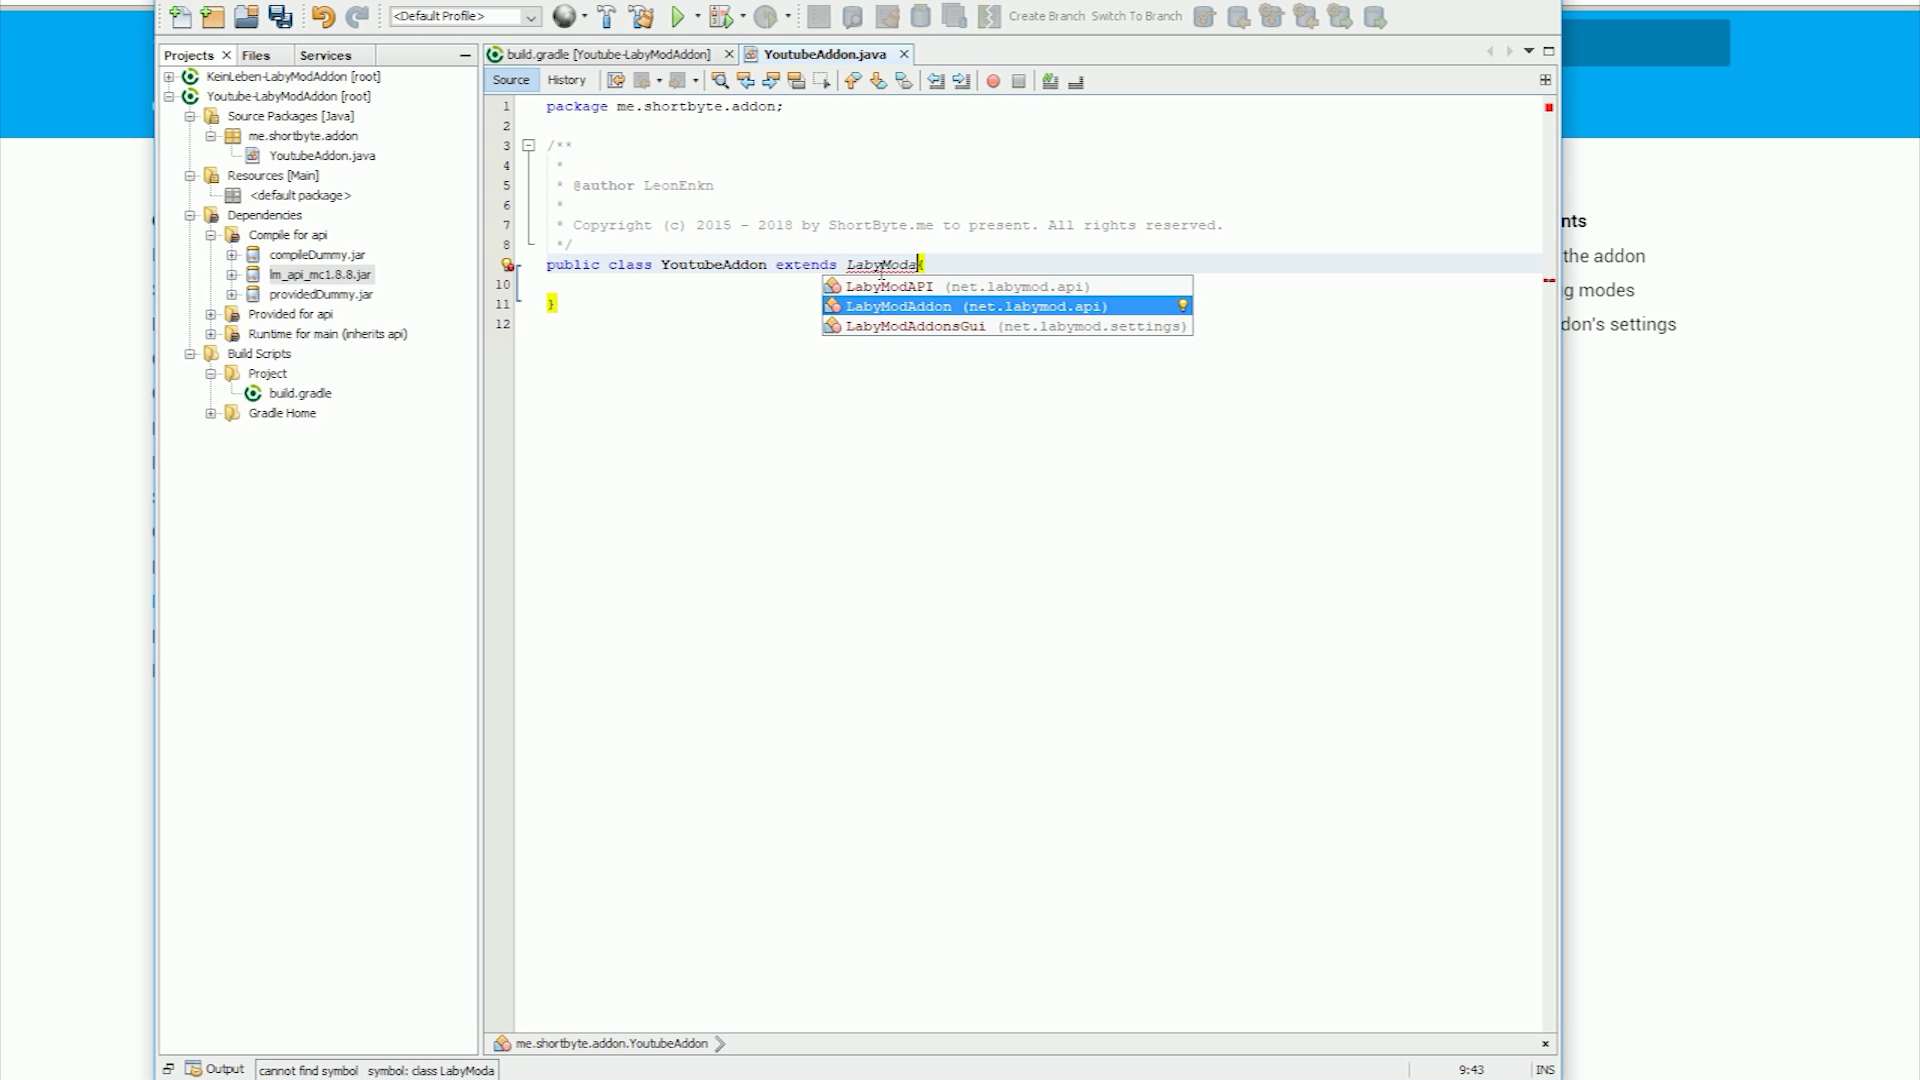 <Default Profile>
Create Branch Switch To Branch
Projects Files Services
KeinLeben-LabyModAddon [root]
Youtube-LabyModAddon [root]
Source Packages [Java]
me.shortbyte.addon
YoutubeAddon.java
Resources [Main]
<default package>
Dependencies
Compile for api
compileDummy.jar
lm_api_mc1.8.8.jar
providedDummy.jar
Provided for api
Runtime for main (inherits api)
Build Scripts
Project
build.gradle
Gradle Home
build.gradle [Youtube-LabyModAddon] YoutubeAddon.java
Source History
1 package me.shortbyte.addon;
2
3 /**
4 *
5 * @author LeonEnkn
6 *
7 * Copyright (c) 2015 - 2018 by ShortByte.me to present. All rights reserved.
8 */
public class YoutubeAddon extends LabyModa{
10
11 }
12
LabyModAPI (net.labymod.api)
LabyModAddon (net.labymod.api)
LabyModAddonsGui (net.labymod.settings)
nts
the addon
g modes
don's settings
me.shortbyte.addon.YoutubeAddon
Output cannot find symbol symbol: class LabyModa 9:43 INS